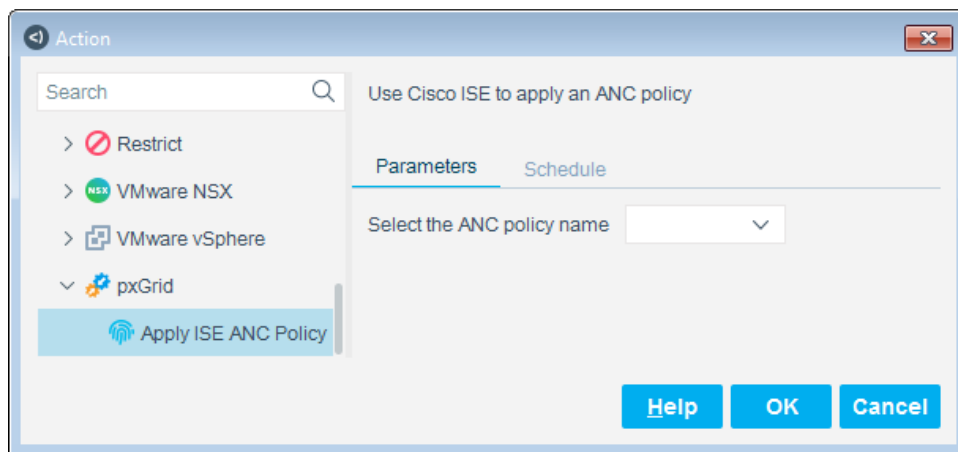 Action
Search
Use Cisco ISE to apply an ANC policy
Restrict
Parameters
Schedule
NSX
VMware NSX
Select the ANC policy name
VMware vSphere
pxGrid
Apply ISE ANC Policy
Help
OK
Cancel